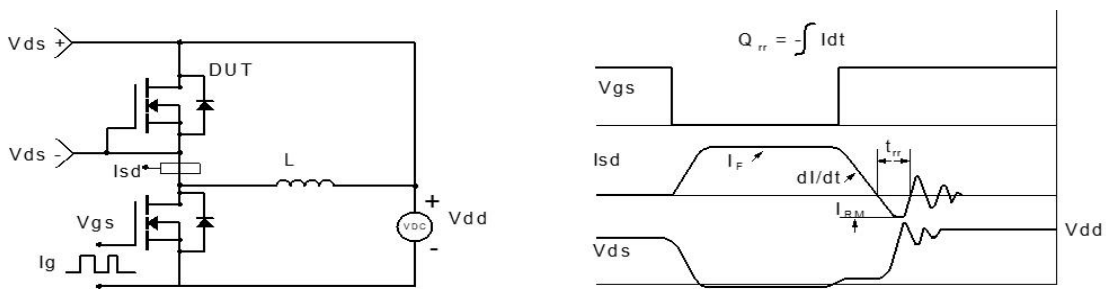 Vds +
DUT
Vds -
Isd
L
Vgs
VDC
+
-
Vdd
Ig
Q rr = - ∫ Idt
Vgs
Isd
I F
dI/dt
t rr
I RM
Vds
Vdd